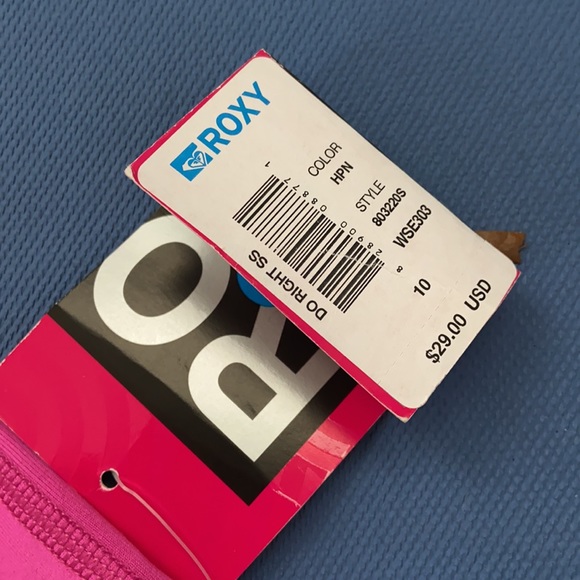 ROXY
COLOR
HPN
STYLE
803220S
WSE303
DO RIGHT SS
10
$29.00 USD
RO